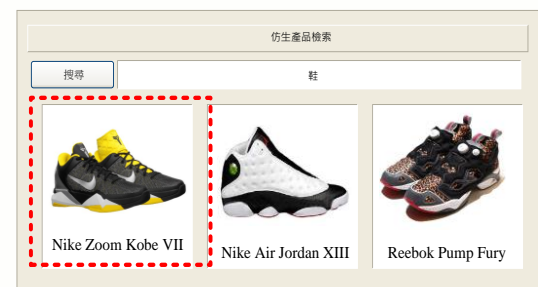 仿生產品檢索
搜尋
鞋
Nike Zoom Kobe VII
Nike Air Jordan XIII
Reebok Pump Fury